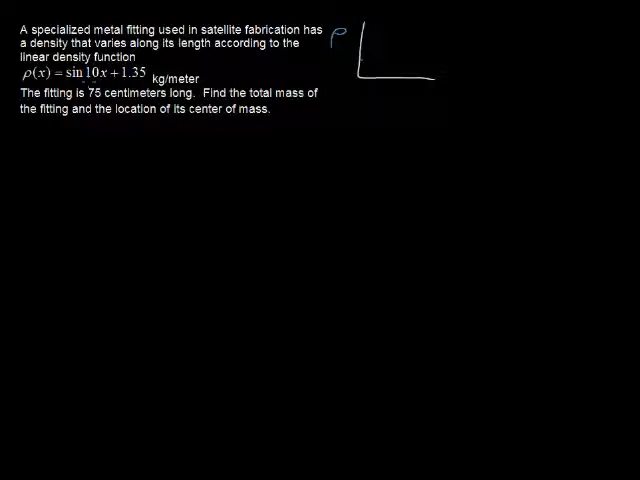 A specialized metal fitting used in satellite fabrication has
a density that varies along its length according to the
linear density function
ρ(x) = sin10x + 1.35 kg/meter
The fitting is 75 centimeters long. Find the total mass of
the fitting and the location of its center of mass.
ρ